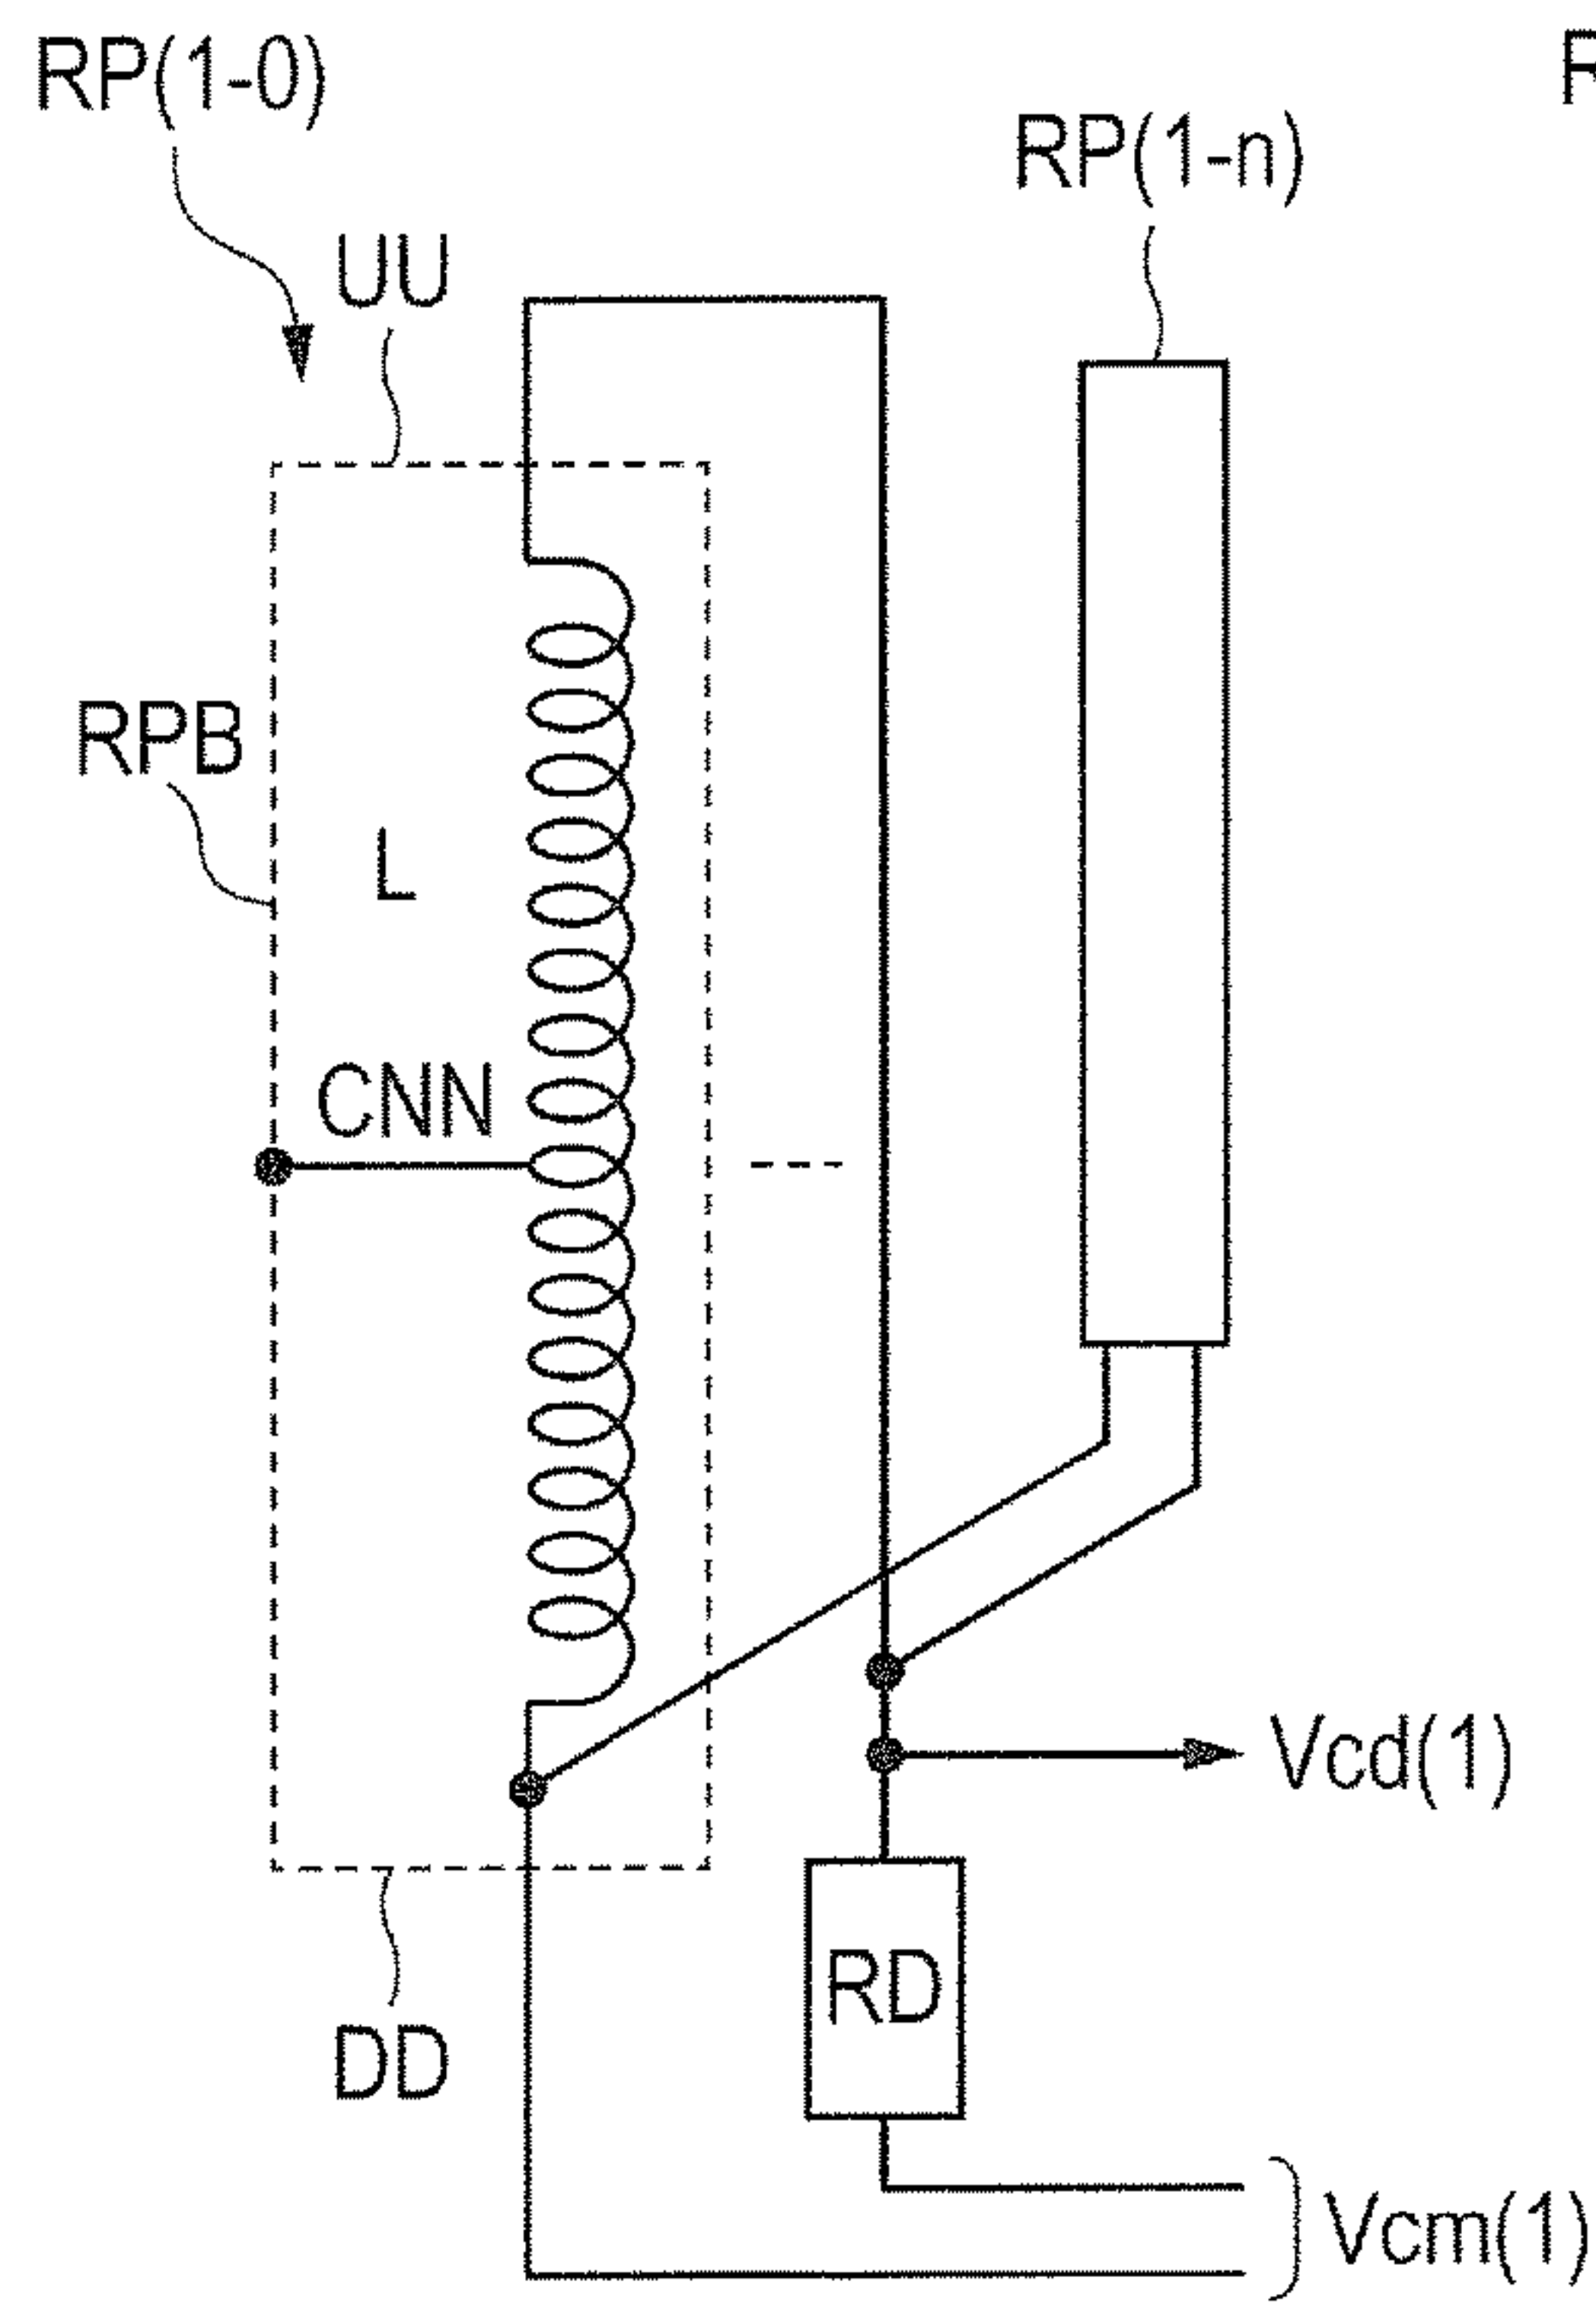 RP(1-0)
RP(1-n)
UU
RPB
L
CNN
Vcd(1)
RD
DD
Vcm(1)